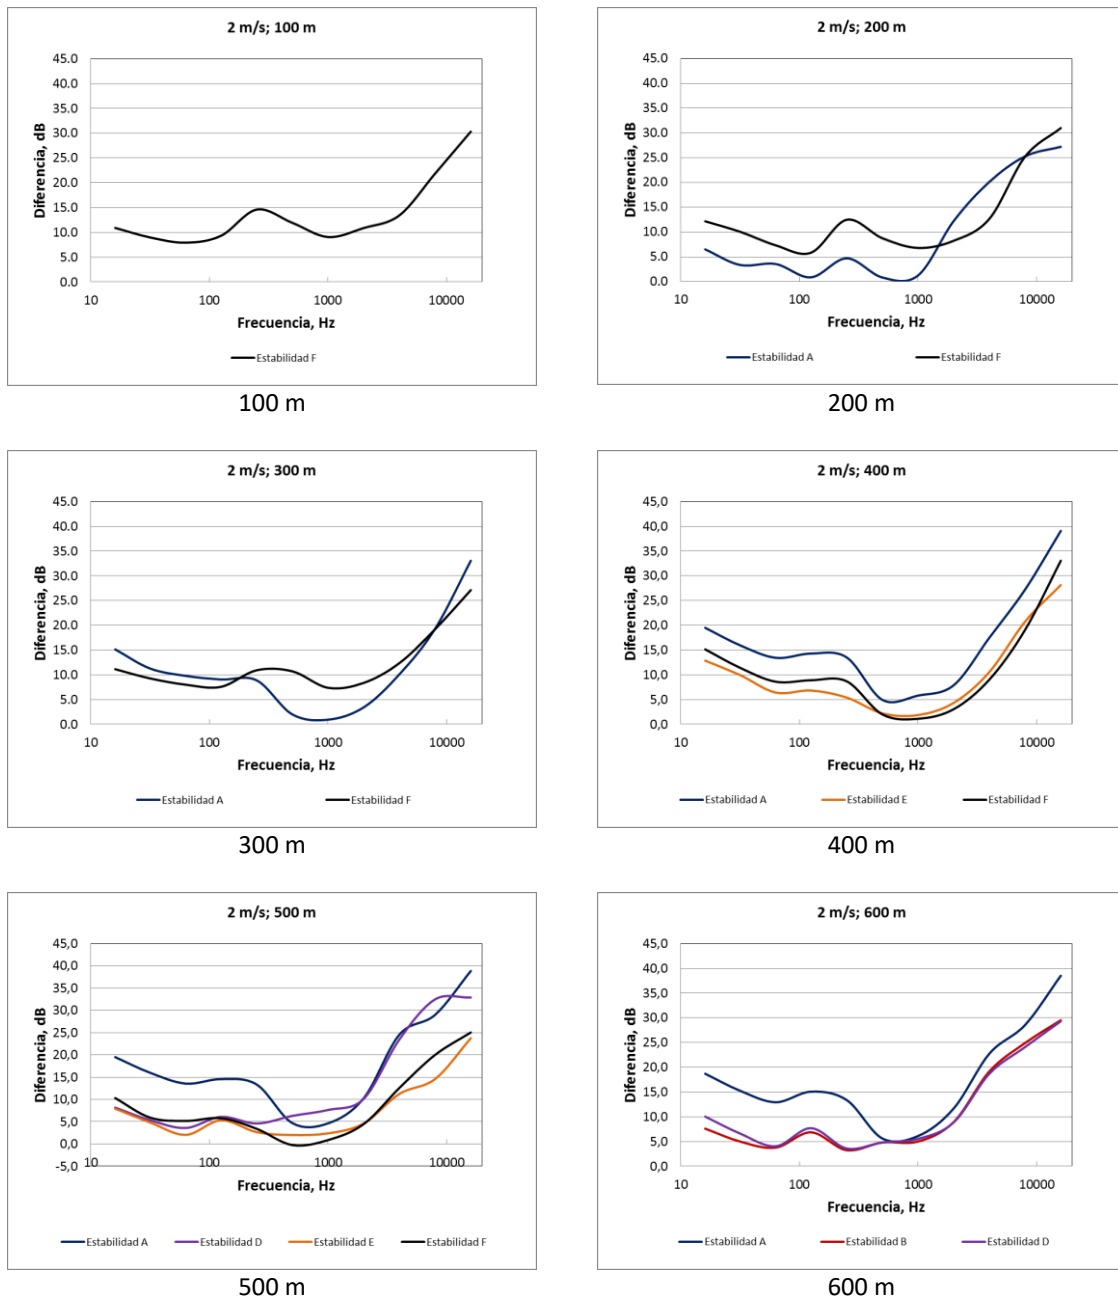 2 m/s; 100 m
45.0
40.0
35.0
30.0
25.0
20.0
15.0
10.0
5.0
0.0
Diferencia, dB
10 100 1000 10000
Frecuencia, Hz
Estabilidad F
100 m
2 m/s; 200 m
45.0
40.0
35.0
30.0
25.0
20.0
15.0
10.0
5.0
0.0
Diferencia, dB
10 100 1000 10000
Frecuencia, Hz
Estabilidad A Estabilidad F
200 m
2 m/s; 300 m
45.0
40.0
35.0
30.0
25.0
20.0
15.0
10.0
5.0
0.0
Diferencia, dB
10 100 1000 10000
Frecuencia, Hz
Estabilidad A Estabilidad F
300 m
2 m/s; 400 m
45,0
40,0
35,0
30,0
25,0
20,0
15,0
10,0
5,0
0,0
Diferencia, dB
10 100 1000 10000
Frecuencia, Hz
Estabilidad A Estabilidad E Estabilidad F
400 m
2 m/s; 500 m
45,0
40,0
35,0
30,0
25,0
20,0
15,0
10,0
5,0
0,0
-5,0
Diferencia, dB
10 100 1000 10000
Frecuencia, Hz
Estabilidad A Estabilidad D Estabilidad E Estabilidad F
500 m
2 m/s; 600 m
45,0
40,0
35,0
30,0
25,0
20,0
15,0
10,0
5,0
0,0
Diferencia, dB
10 100 1000 10000
Frecuencia, Hz
Estabilidad A Estabilidad B Estabilidad D
600 m